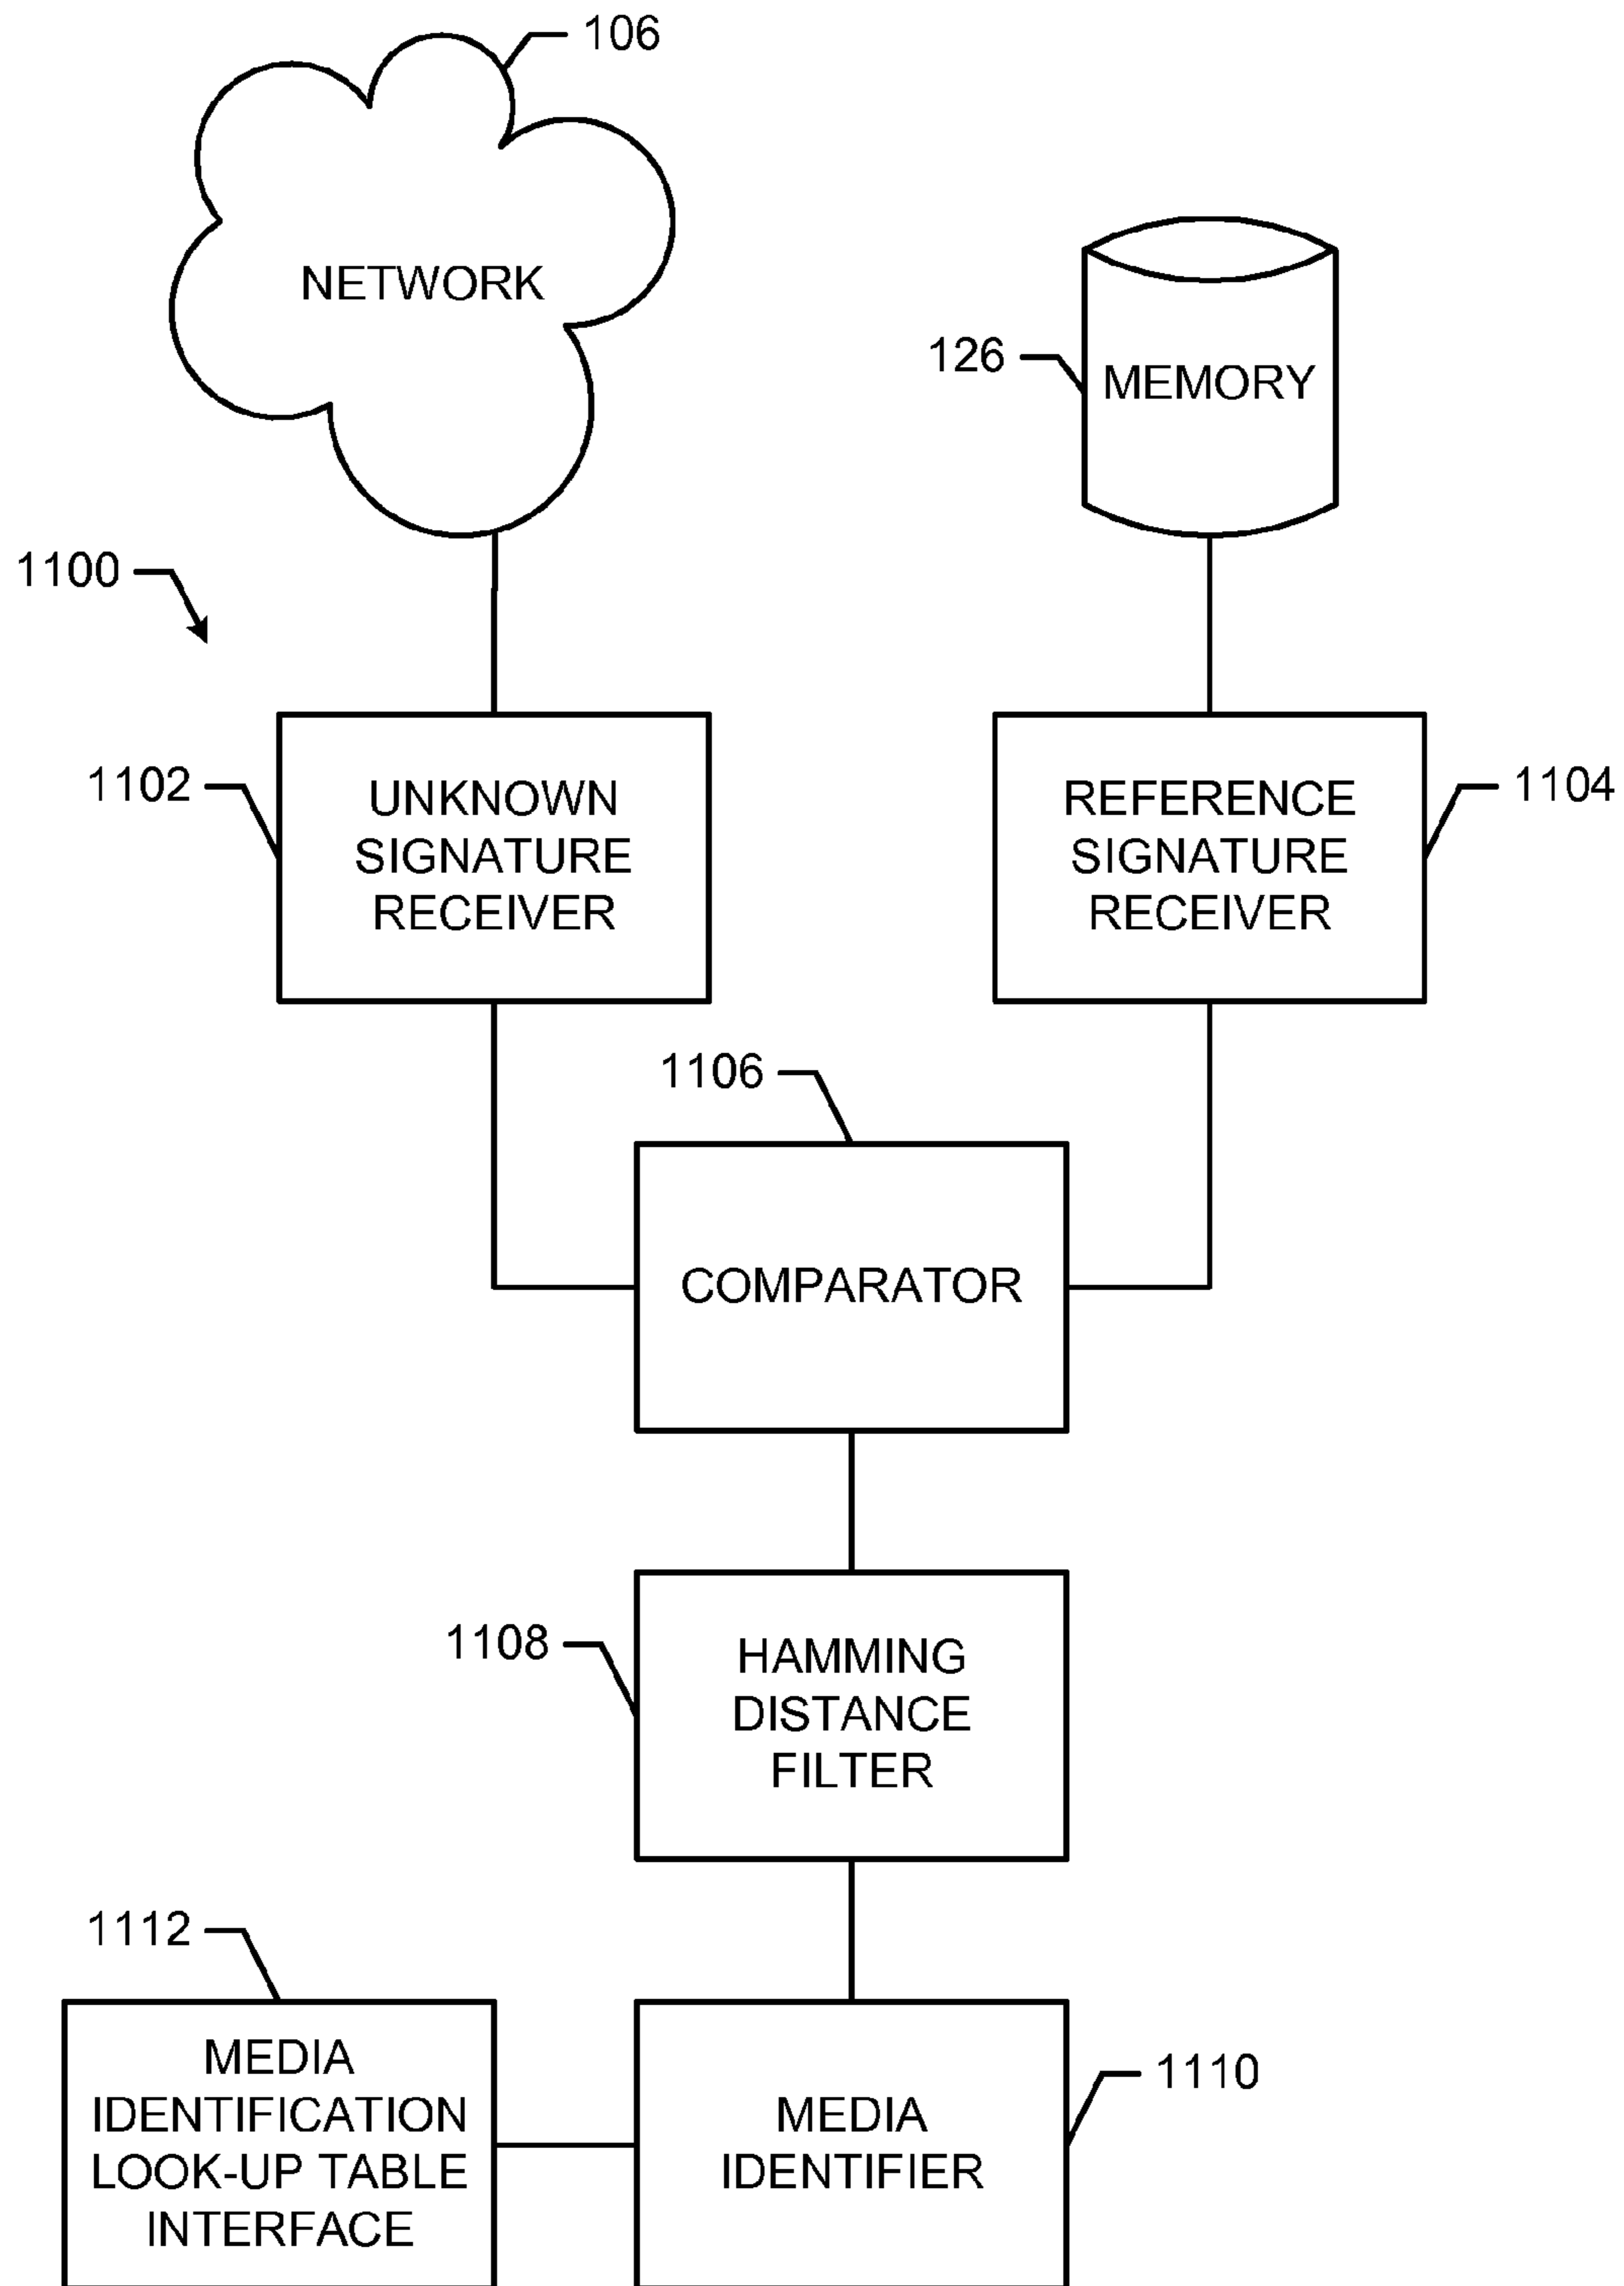 106
NETWORK
126
MEMORY
1100
1102
UNKNOWN
SIGNATURE
RECEIVER
REFERENCE
SIGNATURE
RECEIVER
1104
1106
COMPARATOR
1108
HAMMING
DISTANCE
FILTER
1112
MEDIA
IDENTIFICATION
LOOK-UP TABLE
INTERFACE
MEDIA
IDENTIFIER
1110